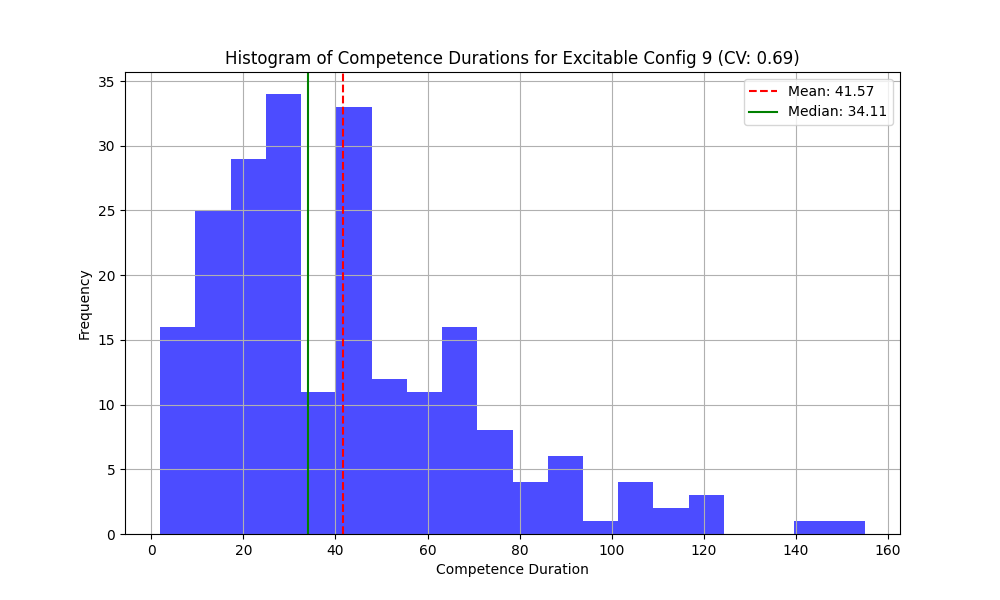 Histogram of Competence Durations for Excitable Config 9 (CV: 0.69)
Mean: 41.57
Median: 34.11
Frequency
35
30
25
20
15
10
5
0
0 20 40 60 80 100 120 140 160
Competence Duration